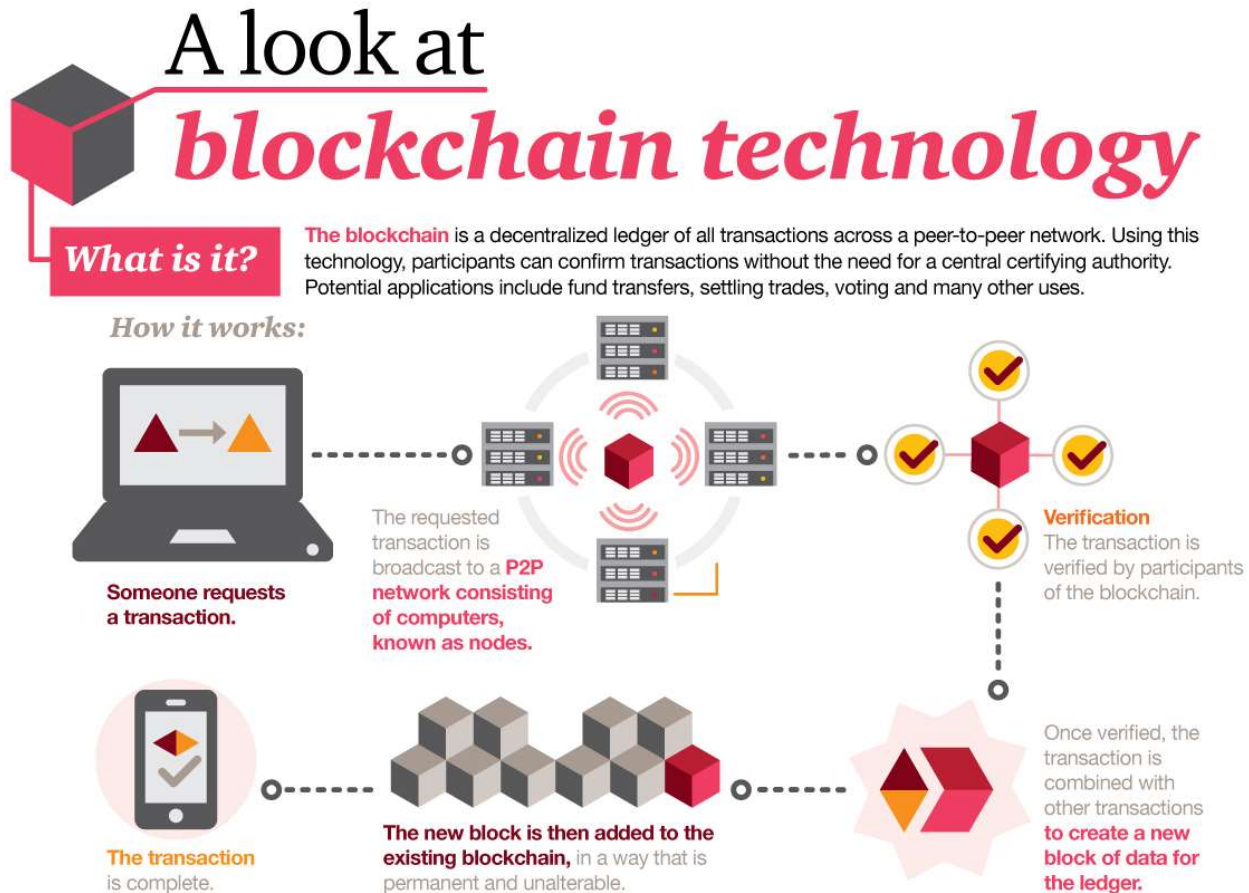 A look at
blockchain technology
What is it?
The blockchain is a decentralized ledger of all transactions across a peer-to-peer network. Using this
technology, participants can confirm transactions without the need for a central certifying authority.
Potential applications include fund transfers, settling trades, voting and many other uses.
How it works:
Someone requests
a transaction.
The requested
transaction is
broadcast to a P2P
network consisting
of computers,
known as nodes.
Verification
The transaction is
verified by participants
of the blockchain.
Once verified, the
transaction is
combined with
other transactions
to create a new
block of data for
the ledger.
The new block is then added to the
existing blockchain, in a way that is
permanent and unalterable.
The transaction
is complete.